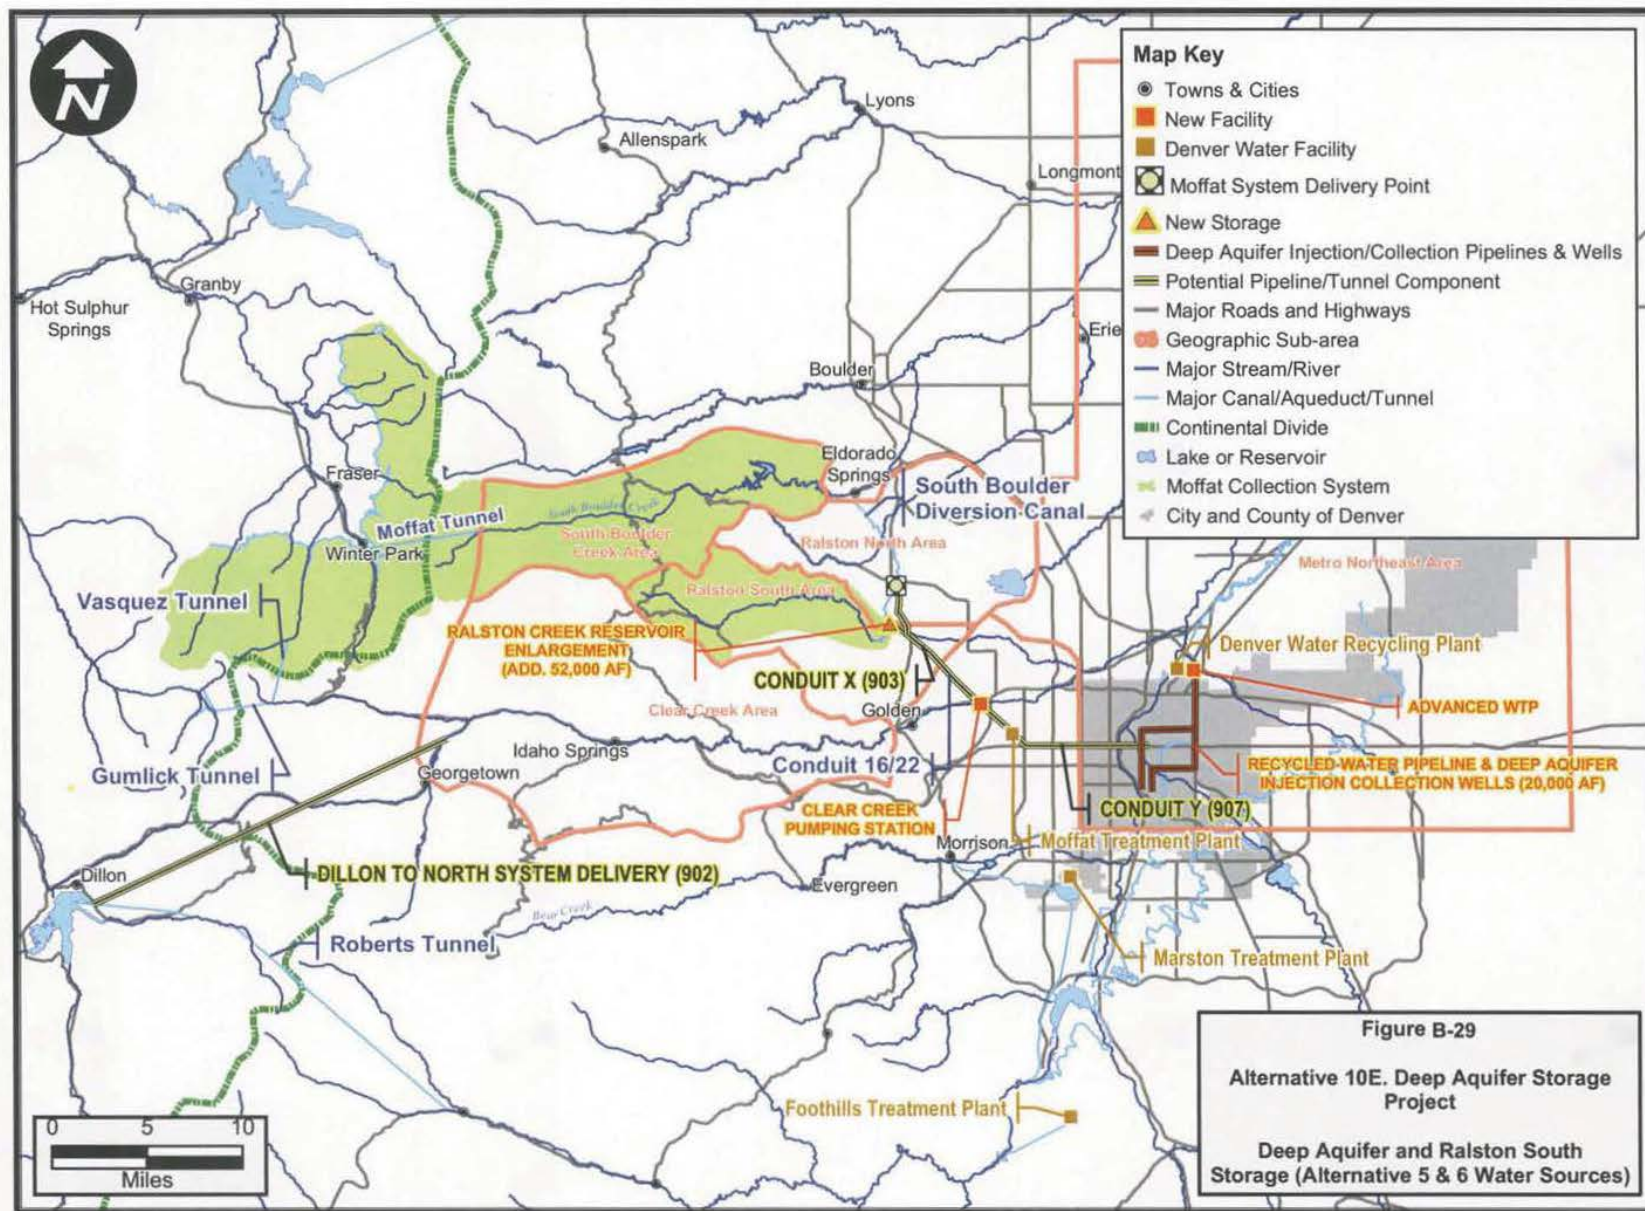 N
Map Key
Towns & Cities
New Facility
Denver Water Facility
Moffat System Delivery Point
New Storage
Deep Aquifer Injection/Collection Pipelines & Wells
Potential Pipeline/Tunnel Component
Major Roads and Highways
Geographic Sub-area
Major Stream/River
Major Canal/Aqueduct/Tunnel
Continental Divide
Lake or Reservoir
Moffat Collection System
City and County of Denver
Lyons
Allenspark
Longmont
Granby
Hot Sulphur
Springs
Erie
Boulder
Eldorado
Springs
Fraser
South Boulder
Diversion Canal
Moffat Tunnel
South Boulder Creek
Winter Park
South Boulder
Creek Area
Ralston North Area
Metro Northeast Area
Vasquez Tunnel
Ralston South Area
RALSTON CREEK RESERVOIR
ENLARGEMENT
(ADD. 52,000 AF)
Denver Water Recycling Plant
CONDUIT X (903)
Clear Creek Area
Golden
ADVANCED WTP
Idaho Springs
Gumlick Tunnel
Georgetown
Conduit 16/22
RECYCLED-WATER PIPELINE & DEEP AQUIFER
INJECTION COLLECTION WELLS (20,000 AF)
CLEAR CREEK
PUMPING STATION
CONDUIT Y (907)
Morrison
Moffat Treatment Plant
Dillon
DILLON TO NORTH SYSTEM DELIVERY (902)
Evergreen
Bear Creek
Roberts Tunnel
Marston Treatment Plant
Foothills Treatment Plant
0 5 10
Miles
Figure B-29
Alternative 10E. Deep Aquifer Storage
Project
Deep Aquifer and Ralston South
Storage (Alternative 5 & 6 Water Sources)